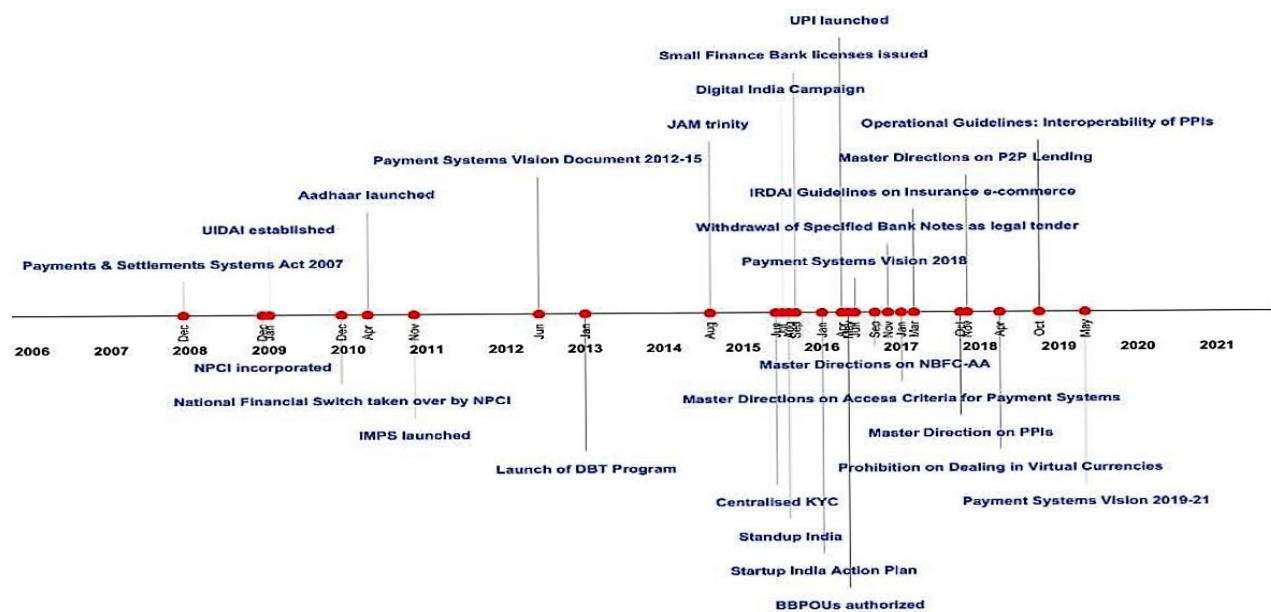 UPI launched
Small Finance Bank licenses issued
Digital India Campaign
JAM trinity
Operational Guidelines: Interoperability of PPIs
Payment Systems Vision Document 2012-15
Master Directions on P2P Lending
Aadhaar launched
IRDAI Guidelines on Insurance e-commerce
UIDAI established
Withdrawal of Specified Bank Notes as legal tender
Payments & Settlements Systems Act 2007
Payment Systems Vision 2018
Dec Dec Jan Dec Apr Nov Jun Jan Aug Sep Jan Apr Sep Nov Jan Mar Oct Nov Apr Oct May
2006 2007 2008 2009 2010 2011 2012 2013 2014 2015 2016 2017 2018 2019 2020 2021
NPCI incorporated
Master Directions on NBFC-AA
National Financial Switch taken over by NPCI
Master Directions on Access Criteria for Payment Systems
IMPS launched
Master Direction on PPIs
Launch of DBT Program
Prohibition on Dealing in Virtual Currencies
Centralised KYC
Payment Systems Vision 2019-21
Standup India
Startup India Action Plan
BBPOUs authorized